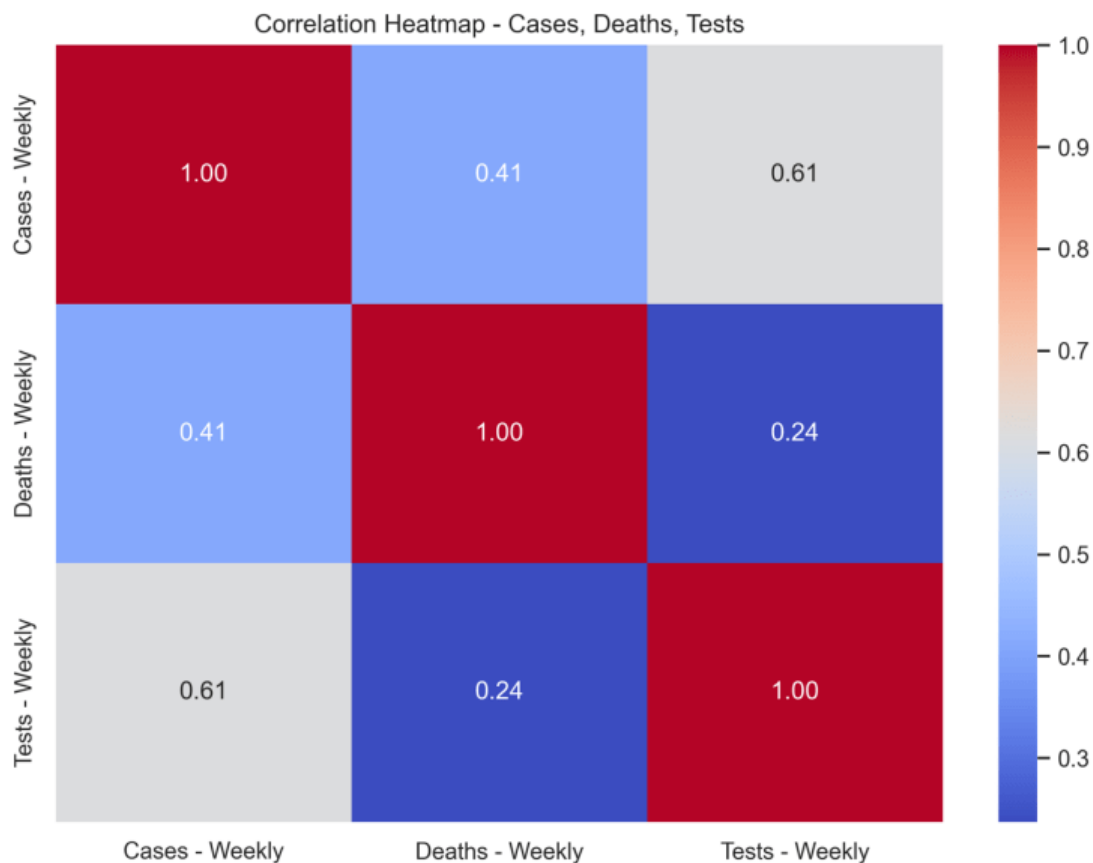 Correlation Heatmap - Cases, Deaths, Tests
Cases - Weekly
1.00 0.41 0.61
Deaths - Weekly
0.41 1.00 0.24
Tests - Weekly
0.61 0.24 1.00
Cases - Weekly Deaths - Weekly Tests - Weekly
1.0
0.9
0.8
0.7
0.6
0.5
0.4
0.3